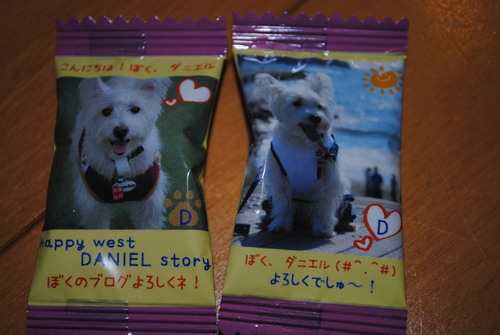 こんにちは！ぼく、ダニエル
D
happy west
DANIEL story
ぼくのブログよろしくネ！
D
ぼく、ダニエル(#^.^#)
よろしくでしゅ～！